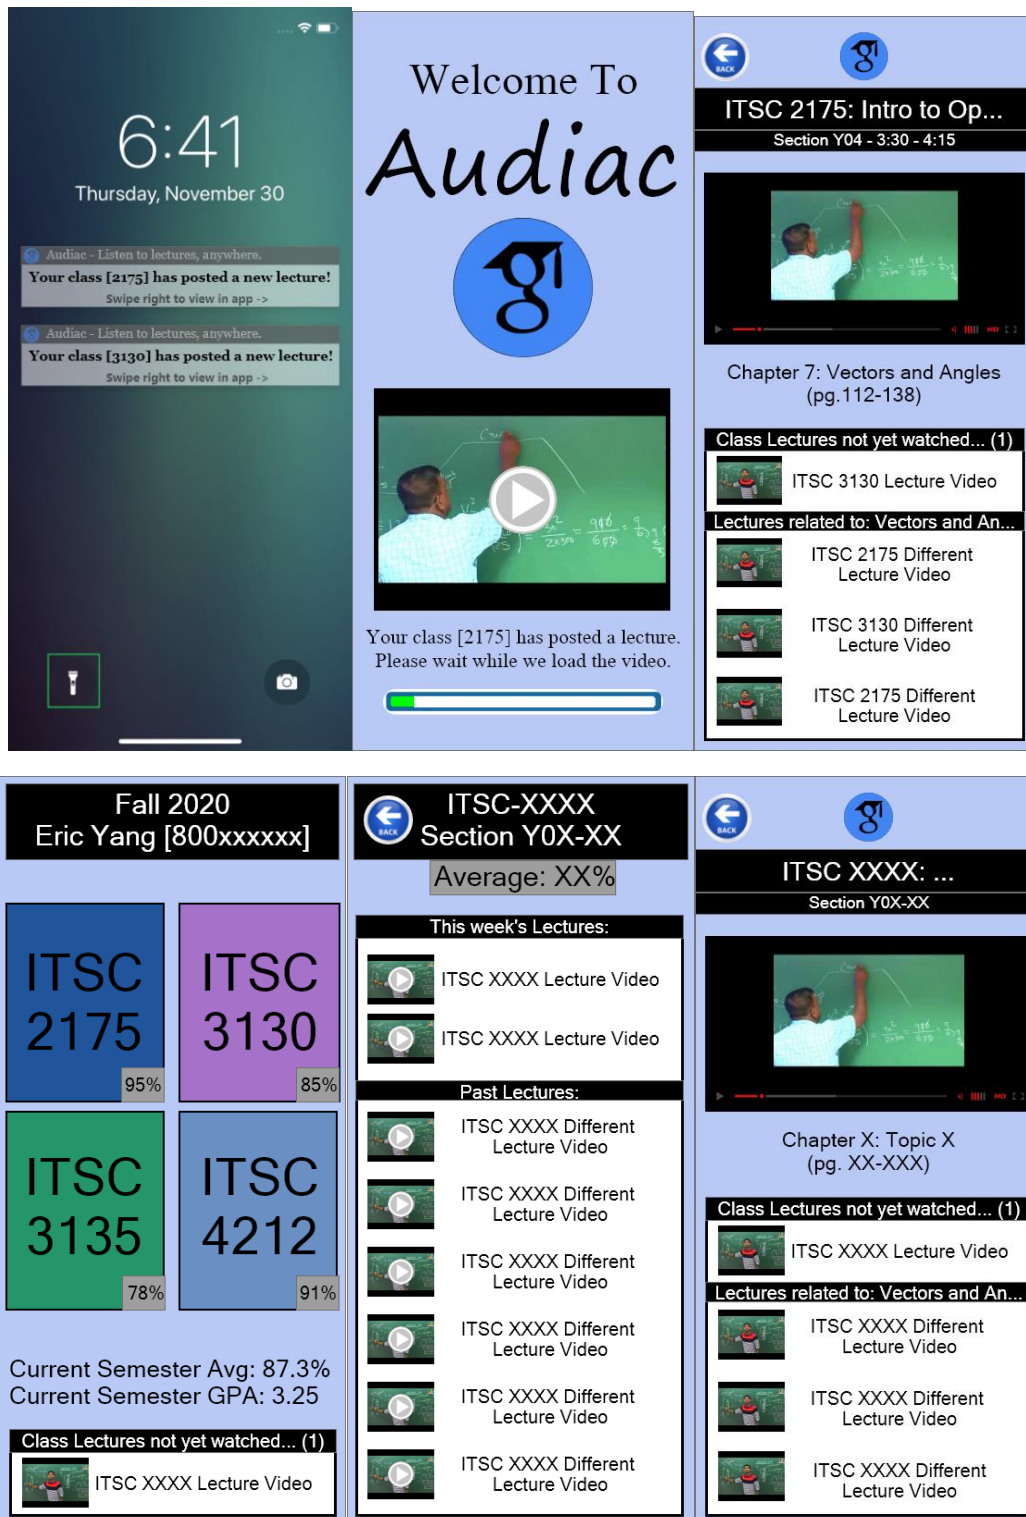 6:41
Thursday, November 30
Audiac - Listen to lectures, anywhere.
Your class [2175] has posted a new lecture!
Swipe right to view in app ->
Audiac - Listen to lectures, anywhere.
Your class [3130] has posted a new lecture!
Swipe right to view in app ->
Welcome To
Audiac
Your class [2175] has posted a lecture.
Please wait while we load the video.
BACK
ITSC 2175: Intro to Op...
Section Y04 - 3:30 - 4:15
HD
Chapter 7: Vectors and Angles
(pg.112-138)
Class Lectures not yet watched... (1)
ITSC 3130 Lecture Video
Lectures related to: Vectors and An...
ITSC 2175 Different
Lecture Video
ITSC 3130 Different
Lecture Video
ITSC 2175 Different
Lecture Video
Fall 2020
Eric Yang [800xxxxxx]
ITSC
2175
95%
ITSC
3130
85%
ITSC
3135
78%
ITSC
4212
91%
Current Semester Avg: 87.3%
Current Semester GPA: 3.25
Class Lectures not yet watched... (1)
ITSC XXXX Lecture Video
BACK
ITSC-XXXX
Section Y0X-XX
Average: XX%
This week's Lectures:
ITSC XXXX Lecture Video
ITSC XXXX Lecture Video
Past Lectures:
ITSC XXXX Different
Lecture Video
ITSC XXXX Different
Lecture Video
ITSC XXXX Different
Lecture Video
ITSC XXXX Different
Lecture Video
ITSC XXXX Different
Lecture Video
ITSC XXXX Different
Lecture Video
BACK
ITSC XXXX: ...
Section Y0X-XX
HD
Chapter X: Topic X
(pg. XX-XXX)
Class Lectures not yet watched... (1)
ITSC XXXX Lecture Video
Lectures related to: Vectors and An...
ITSC XXXX Different
Lecture Video
ITSC XXXX Different
Lecture Video
ITSC XXXX Different
Lecture Video